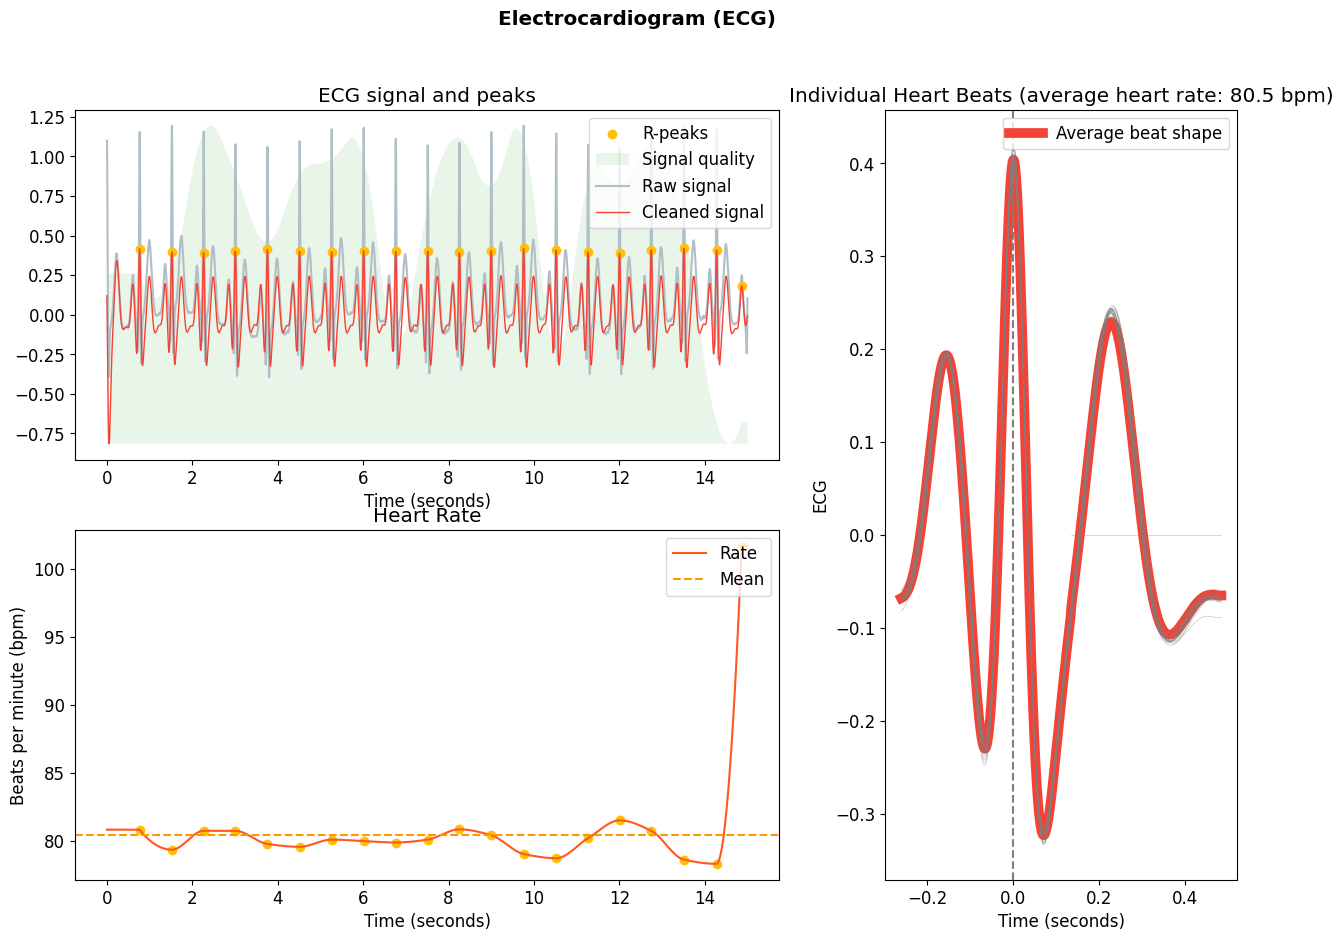 Electrocardiogram (ECG)
ECG signal and peaks
1.25
1.00
0.75
0.50
0.25
0.00
−0.25
−0.50
−0.75
R-peaks
Signal quality
Raw signal
Cleaned signal
0 2 4 6 8 10 12 14
Time (seconds)
Heart Rate
Beats per minute (bpm)
100
95
90
85
80
Rate
Mean
0 2 4 6 8 10 12 14
Time (seconds)
Individual Heart Beats (average heart rate: 80.5 bpm)
Average beat shape
ECG
0.4
0.3
0.2
0.1
0.0
−0.1
−0.2
−0.3
−0.2 0.0 0.2 0.4
Time (seconds)